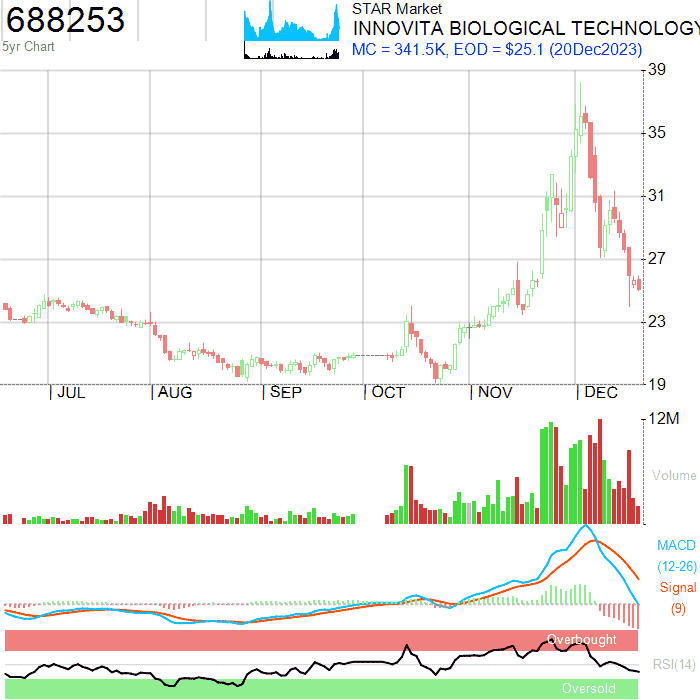 688253
5yr Chart
STAR Market
INNOVITA BIOLOGICAL TECHNOLOGY
MC = 341.5K, EOD = $25.1 (20Dec2023)
39
35
31
27
23
19
JUL AUG SEP OCT NOV DEC
12M
Volume
MACD
(12-26)
Signal
(9)
Overbought
RSI(14)
Oversold